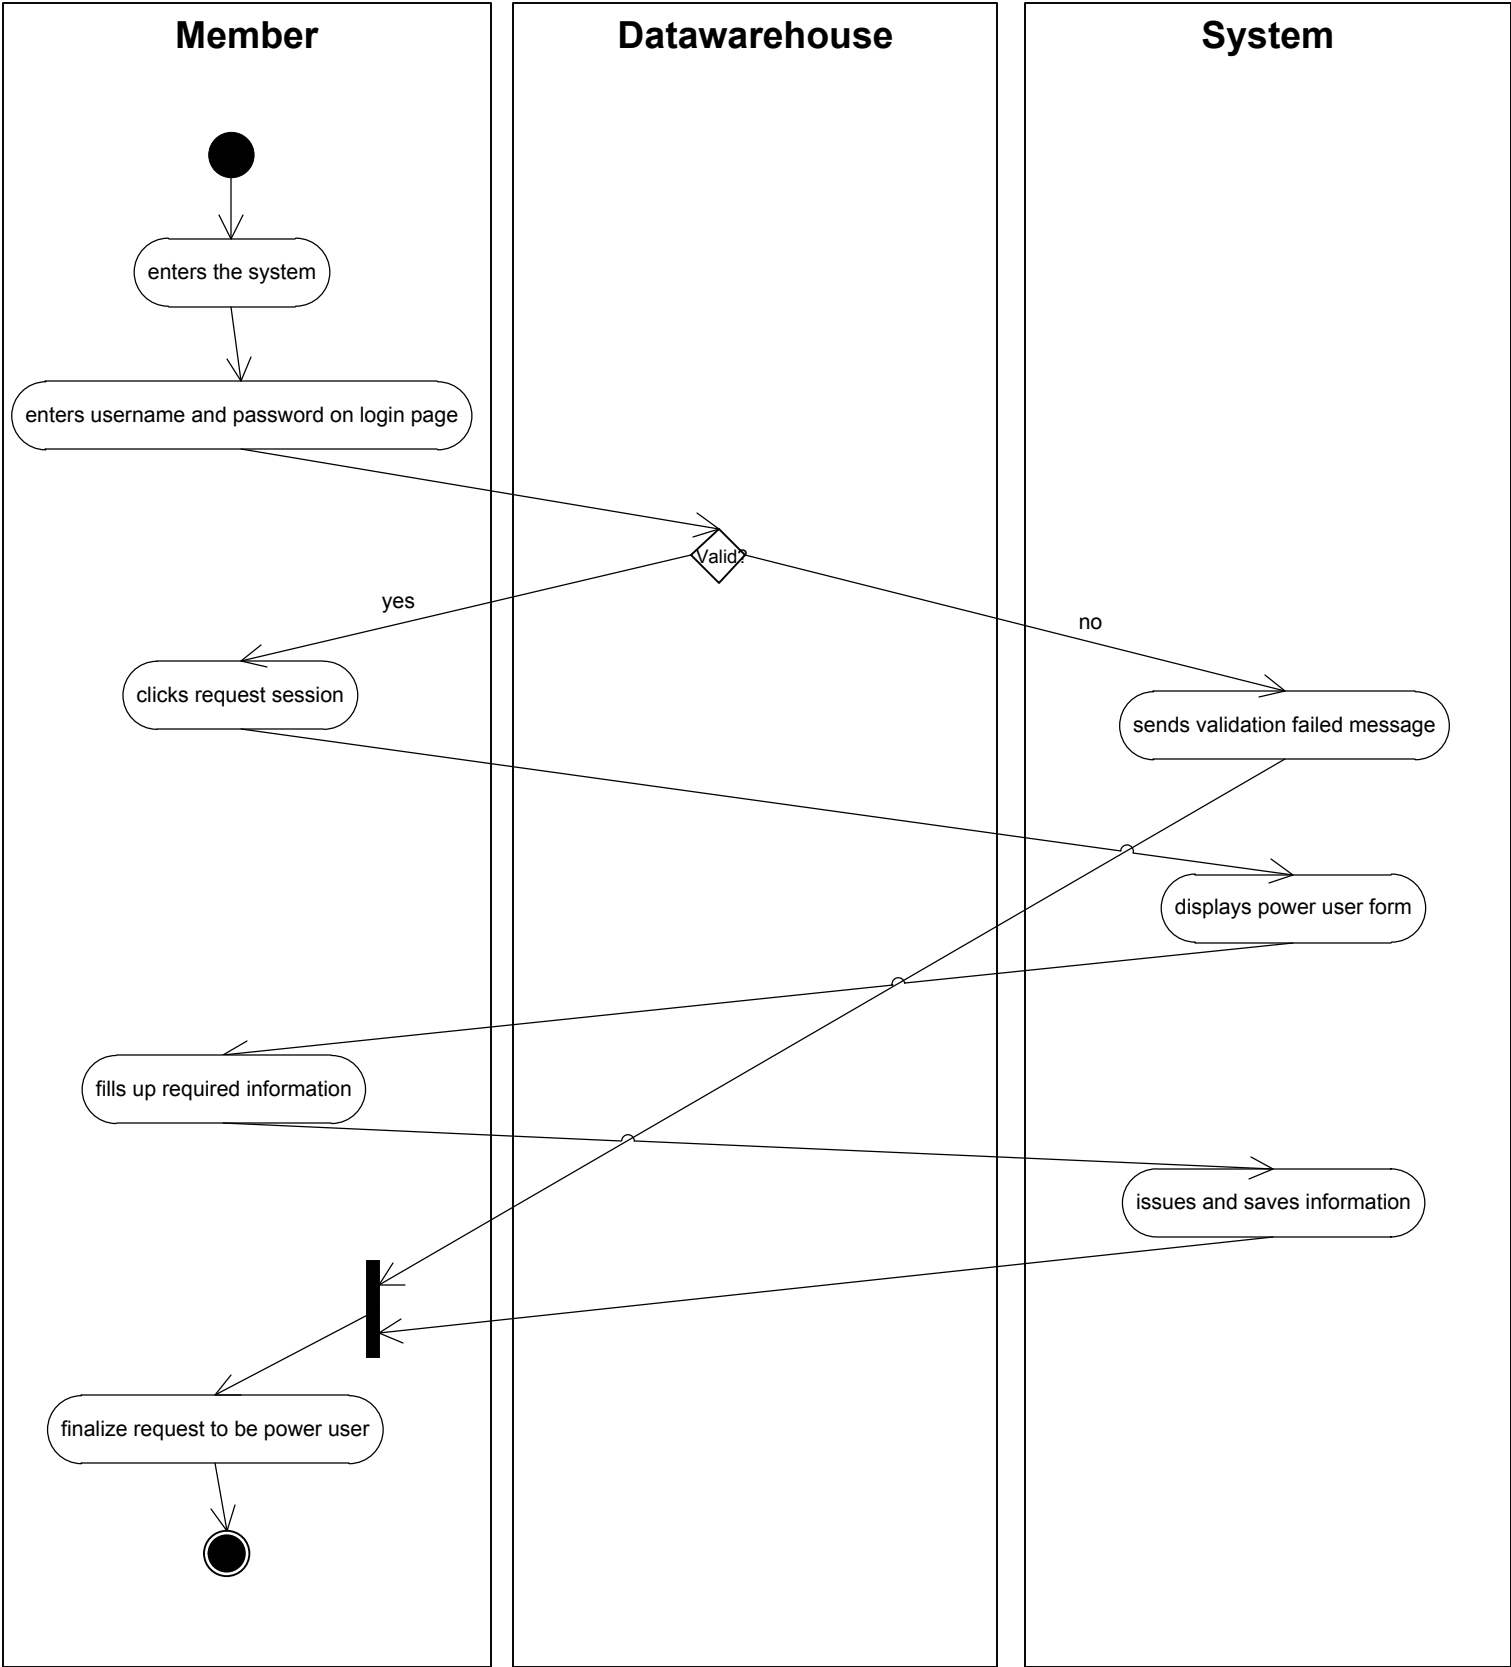 Member
Datawarehouse
System
enters the system
enters username and password on login page
Valid?
yes
no
clicks request session
sends validation failed message
displays power user form
fills up required information
issues and saves information
finalize request to be power user